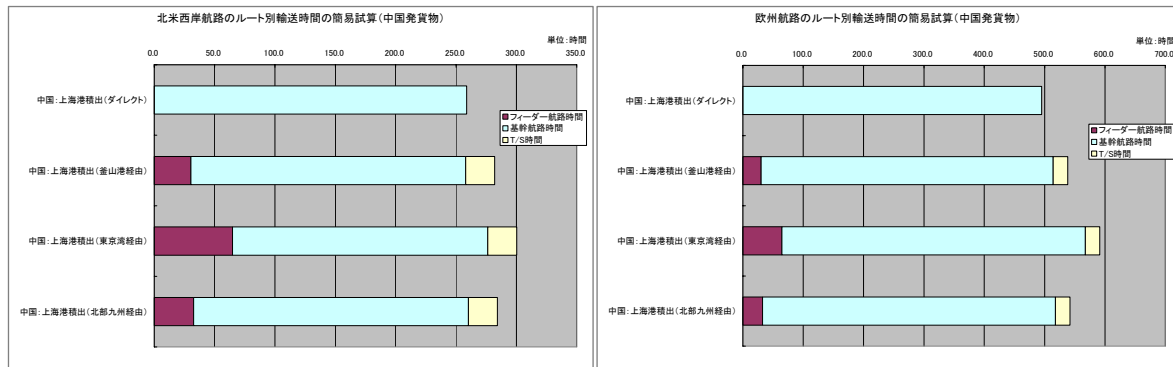 北米西岸航路のルート別輸送時間の簡易試算(中国発貨物)
単位:時間
0.0 50.0 100.0 150.0 200.0 250.0 300.0 350.0
中国:上海港積出(ダイレクト)
フィーダー航路時間
基幹航路時間
T/S時間
中国:上海港積出(釜山港経由)
中国:上海港積出(東京湾経由)
中国:上海港積出(北部九州経由)
欧州航路のルート別輸送時間の簡易試算(中国発貨物)
単位:時間
0.0 100.0 200.0 300.0 400.0 500.0 600.0 700.0
中国:上海港積出(ダイレクト)
フィーダー航路時間
基幹航路時間
T/S時間
中国:上海港積出(釜山港経由)
中国:上海港積出(東京湾経由)
中国:上海港積出(北部九州経由)